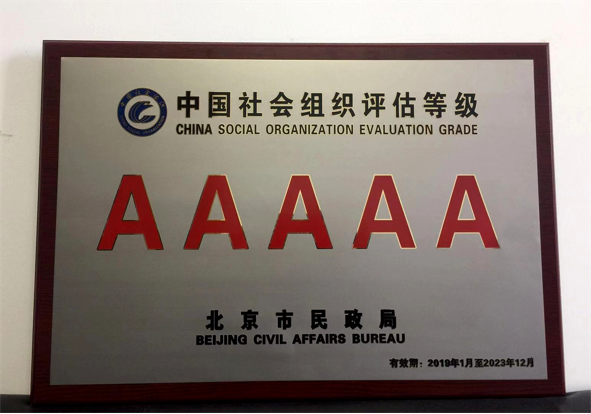 中国社会组织评估等级
CHINA SOCIAL ORGANIZATION EVALUATION GRADE
AAAAA
北京市民政局
BEIJING CIVIL AFFAIRS BUREAU
有效期：2019年1月至2023年12月